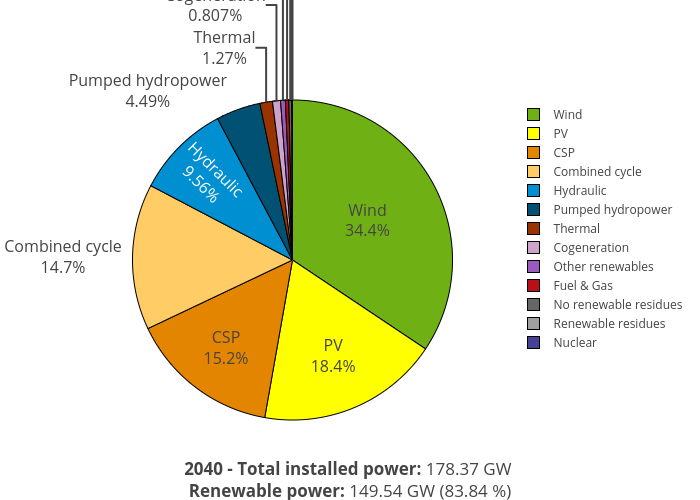 0.807%
Thermal
1.27%
Pumped hydropower
4.49%
Hydraulic
9.56%
Wind
34.4%
Combined cycle
14.7%
CSP
15.2%
PV
18.4%
Wind
PV
CSP
Combined cycle
Hydraulic
Pumped hydropower
Thermal
Cogeneration
Other renewables
Fuel & Gas
No renewable residues
Renewable residues
Nuclear
2040 - Total installed power: 178.37 GW
Renewable power: 149.54 GW (83.84 %)